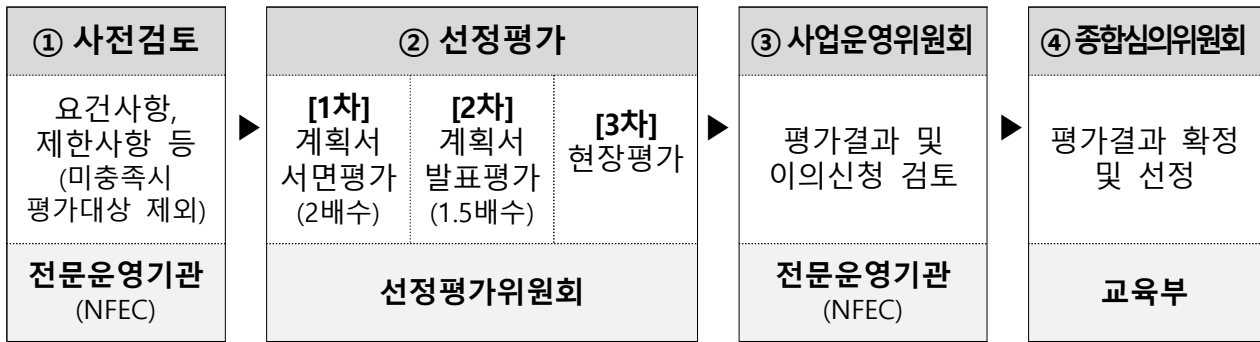 ① 사전검토
요건사항,
제한사항 등
(미충족시
평가대상 제외)
전문운영기관
(NFEC)
▶
② 선정평가
[1차]
계획서
서면평가
(2배수)
[2차]
계획서
발표평가
(1.5배수)
[3차]
현장평가
선정평가위원회
▶
③ 사업운영위원회
평가결과 및
이의신청 검토
전문운영기관
(NFEC)
▶
④ 종합심의위원회
평가결과 확정
및 선정
교육부